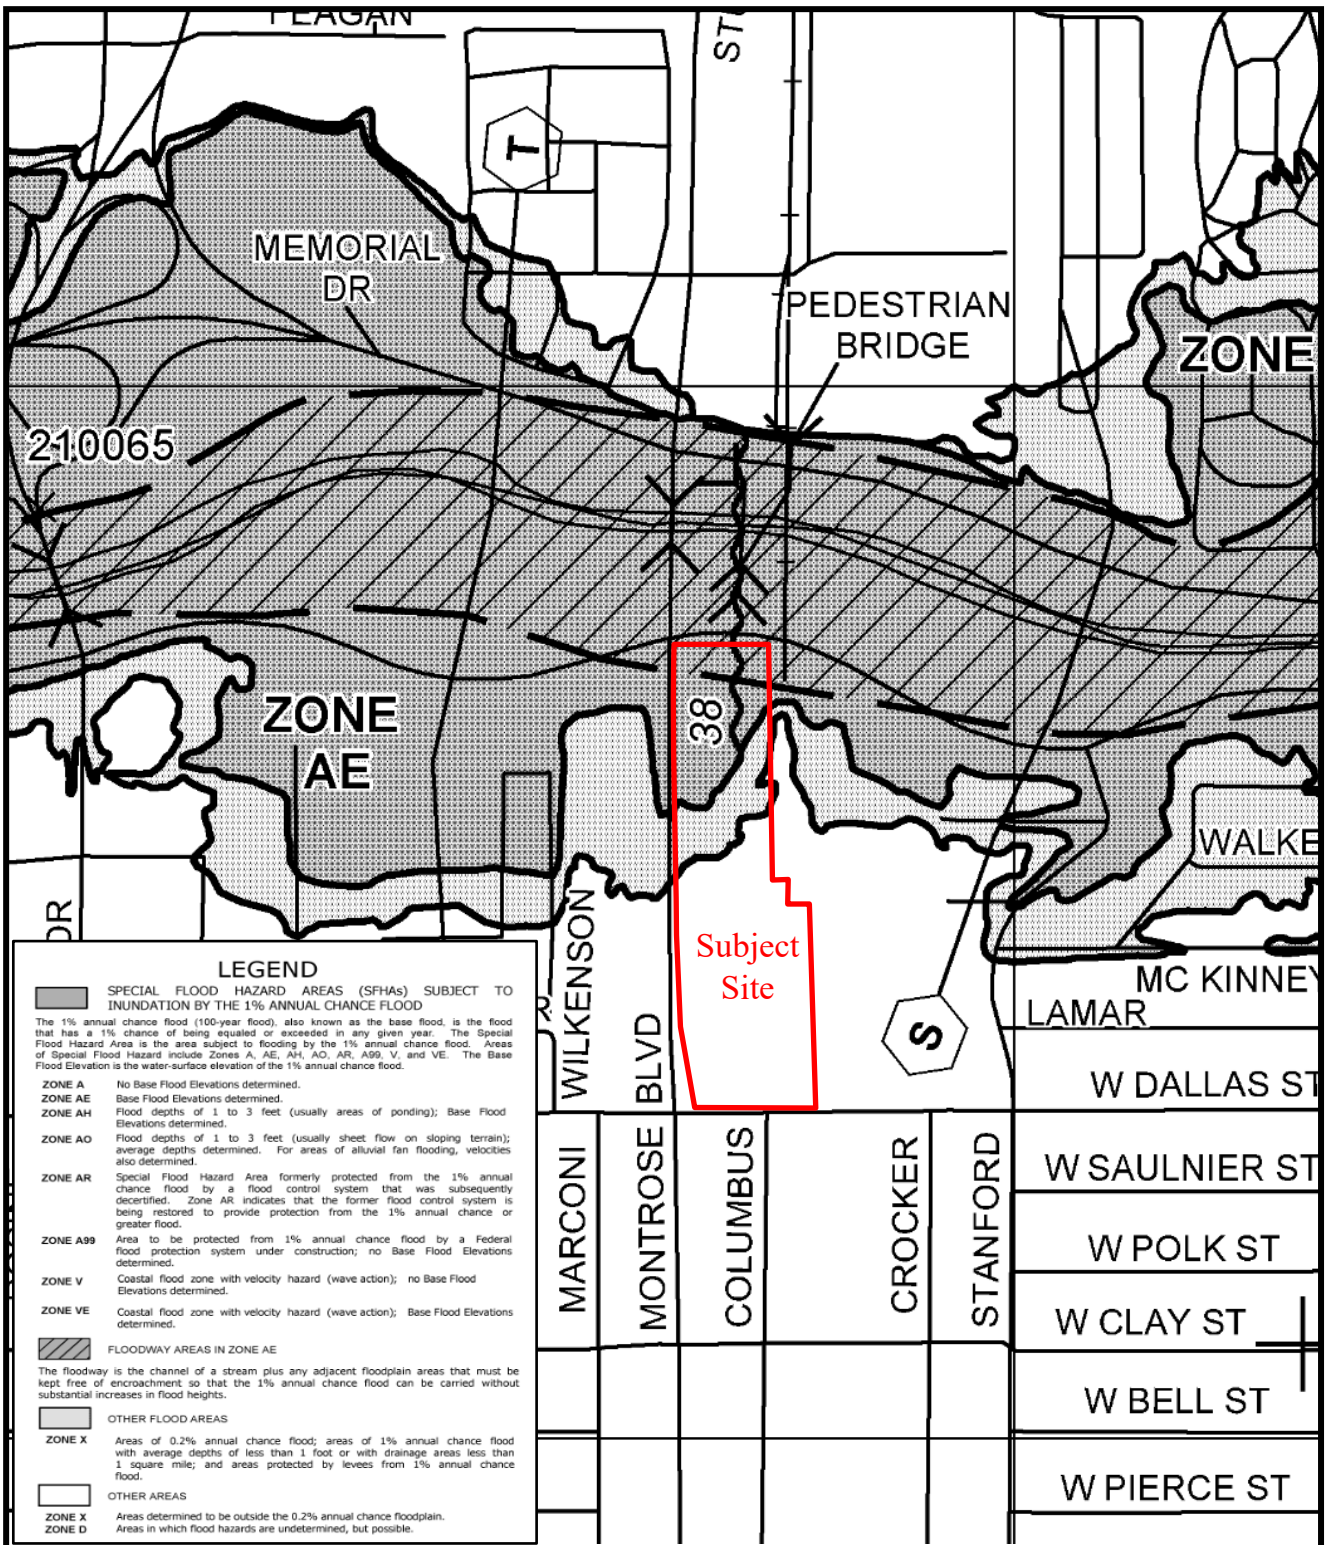 FEAGAN
ST
T
MEMORIAL
DR
PEDESTRIAN
BRIDGE
ZONE
210065
ZONE
AE
38
WALKE
DR
WILKENSON
BLVD
Subject
Site
S
MC KINNEY
LAMAR
W DALLAS ST
MARCONI
MONTROSE
COLUMBUS
CROCKER
STANFORD
W SAULNIER ST
W POLK ST
W CLAY ST
W BELL ST
W PIERCE ST
LEGEND
SPECIAL FLOOD HAZARD AREAS (SFHAs) SUBJECT TO
INUNDATION BY THE 1% ANNUAL CHANCE FLOOD
The 1% annual chance flood (100-year flood), also known as the base flood, is the flood
that has a 1% chance of being equaled or exceeded in any given year. The Special
Flood Hazard Area is the area subject to flooding by the 1% annual chance flood. Areas
of Special Flood Hazard include Zones A, AE, AH, AO, AR, A99, V, and VE. The Base
Flood Elevation is the water-surface elevation of the 1% annual chance flood.
ZONE A No Base Flood Elevations determined.
ZONE AE Base Flood Elevations determined.
ZONE AH Flood depths of 1 to 3 feet (usually areas of ponding); Base Flood
Elevations determined.
ZONE AO Flood depths of 1 to 3 feet (usually sheet flow on sloping terrain);
average depths determined. For areas of alluvial fan flooding, velocities
also determined.
ZONE AR Special Flood Hazard Area formerly protected from the 1% annual
chance flood by a flood control system that was subsequently
decertified. Zone AR indicates that the former flood control system is
being restored to provide protection from the 1% annual chance or
greater flood.
ZONE A99 Area to be protected from 1% annual chance flood by a Federal
flood protection system under construction; no Base Flood Elevations
determined.
ZONE V Coastal flood zone with velocity hazard (wave action); no Base Flood
Elevations determined.
ZONE VE Coastal flood zone with velocity hazard (wave action); Base Flood Elevations
determined.
FLOODWAY AREAS IN ZONE AE
The floodway is the channel of a stream plus any adjacent floodplain areas that must be
kept free of encroachment so that the 1% annual chance flood can be carried without
substantial increases in flood heights.
OTHER FLOOD AREAS
ZONE X Areas of 0.2% annual chance flood; areas of 1% annual chance flood
with average depths of less than 1 foot or with drainage areas less than
1 square mile; and areas protected by levees from 1% annual chance
flood.
OTHER AREAS
ZONE X Areas determined to be outside the 0.2% annual chance floodplain.
ZONE D Areas in which flood hazards are undetermined, but possible.